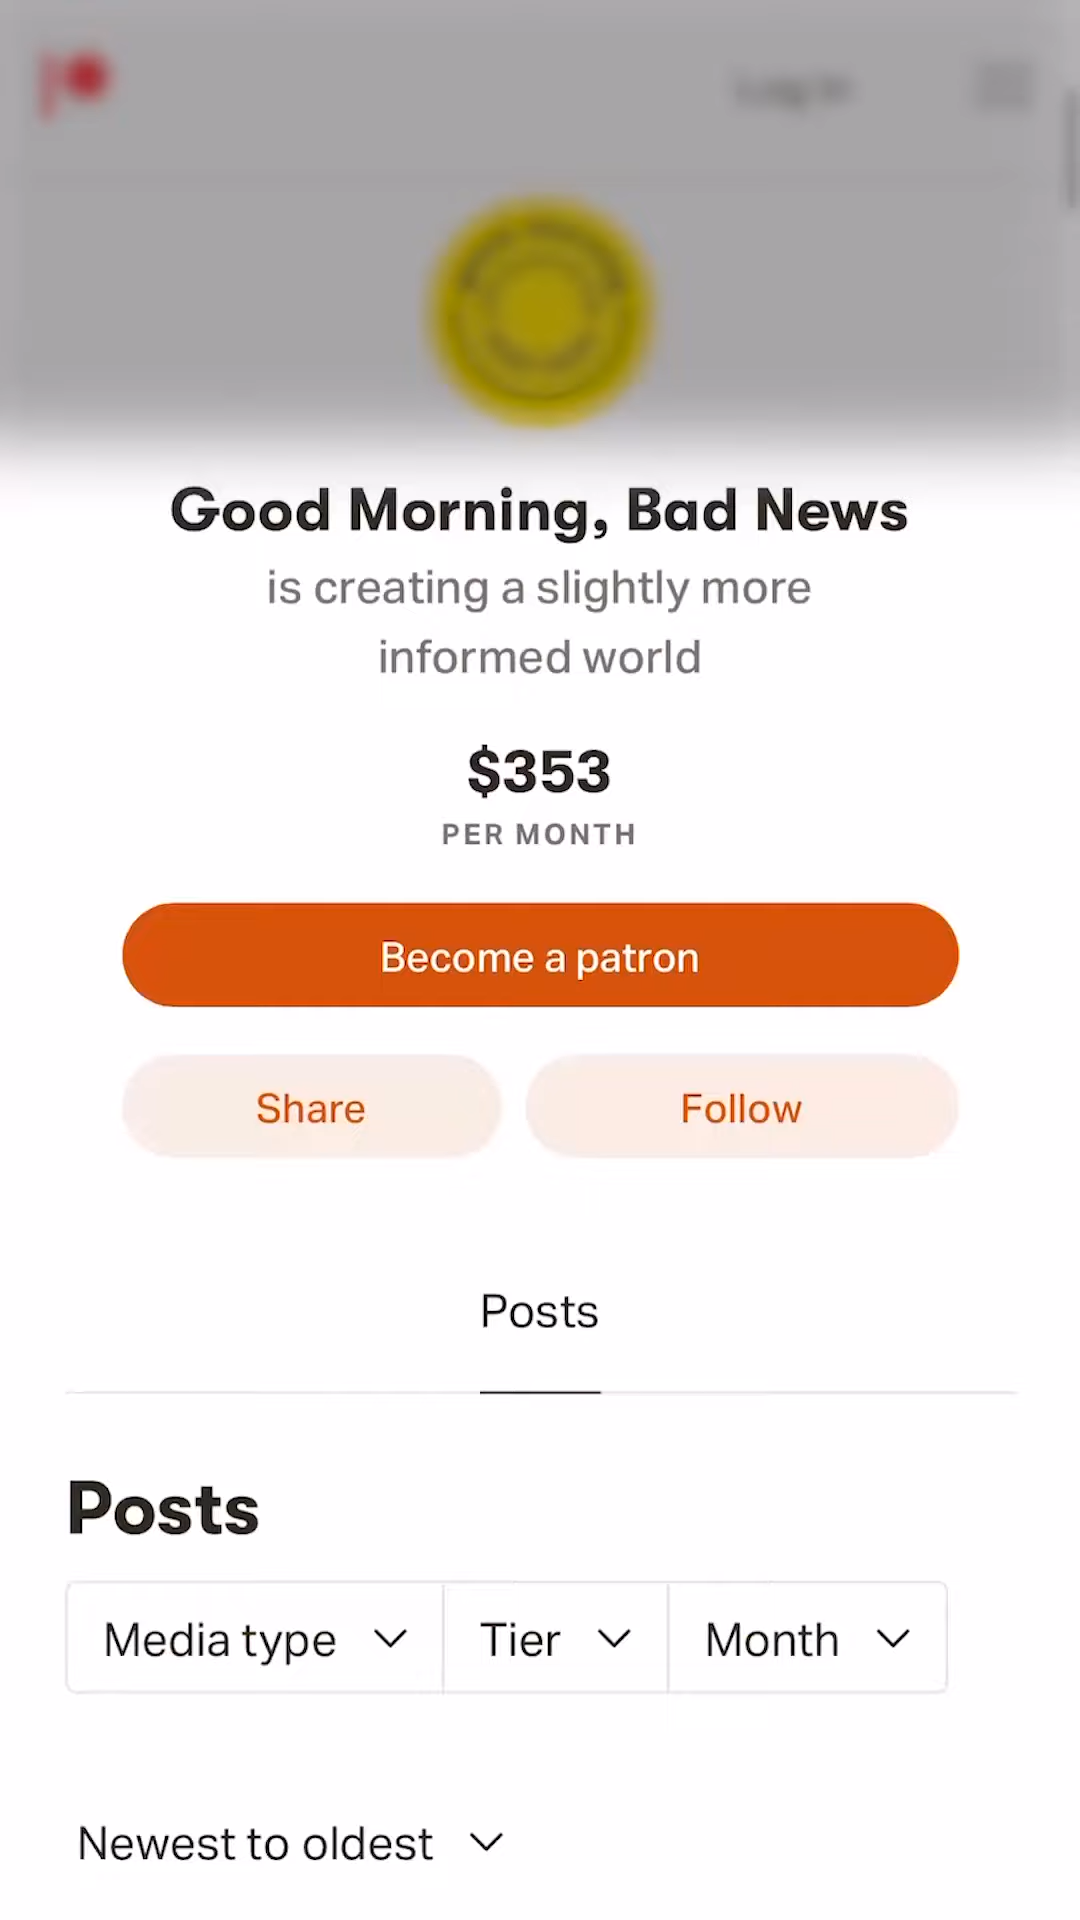 Good Morning, Bad News
is creating a slightly more
informed world
$353
PER MONTH
Become a patron
Share
Follow
Posts
Posts
Media type
Tier
Month
Newest to oldest